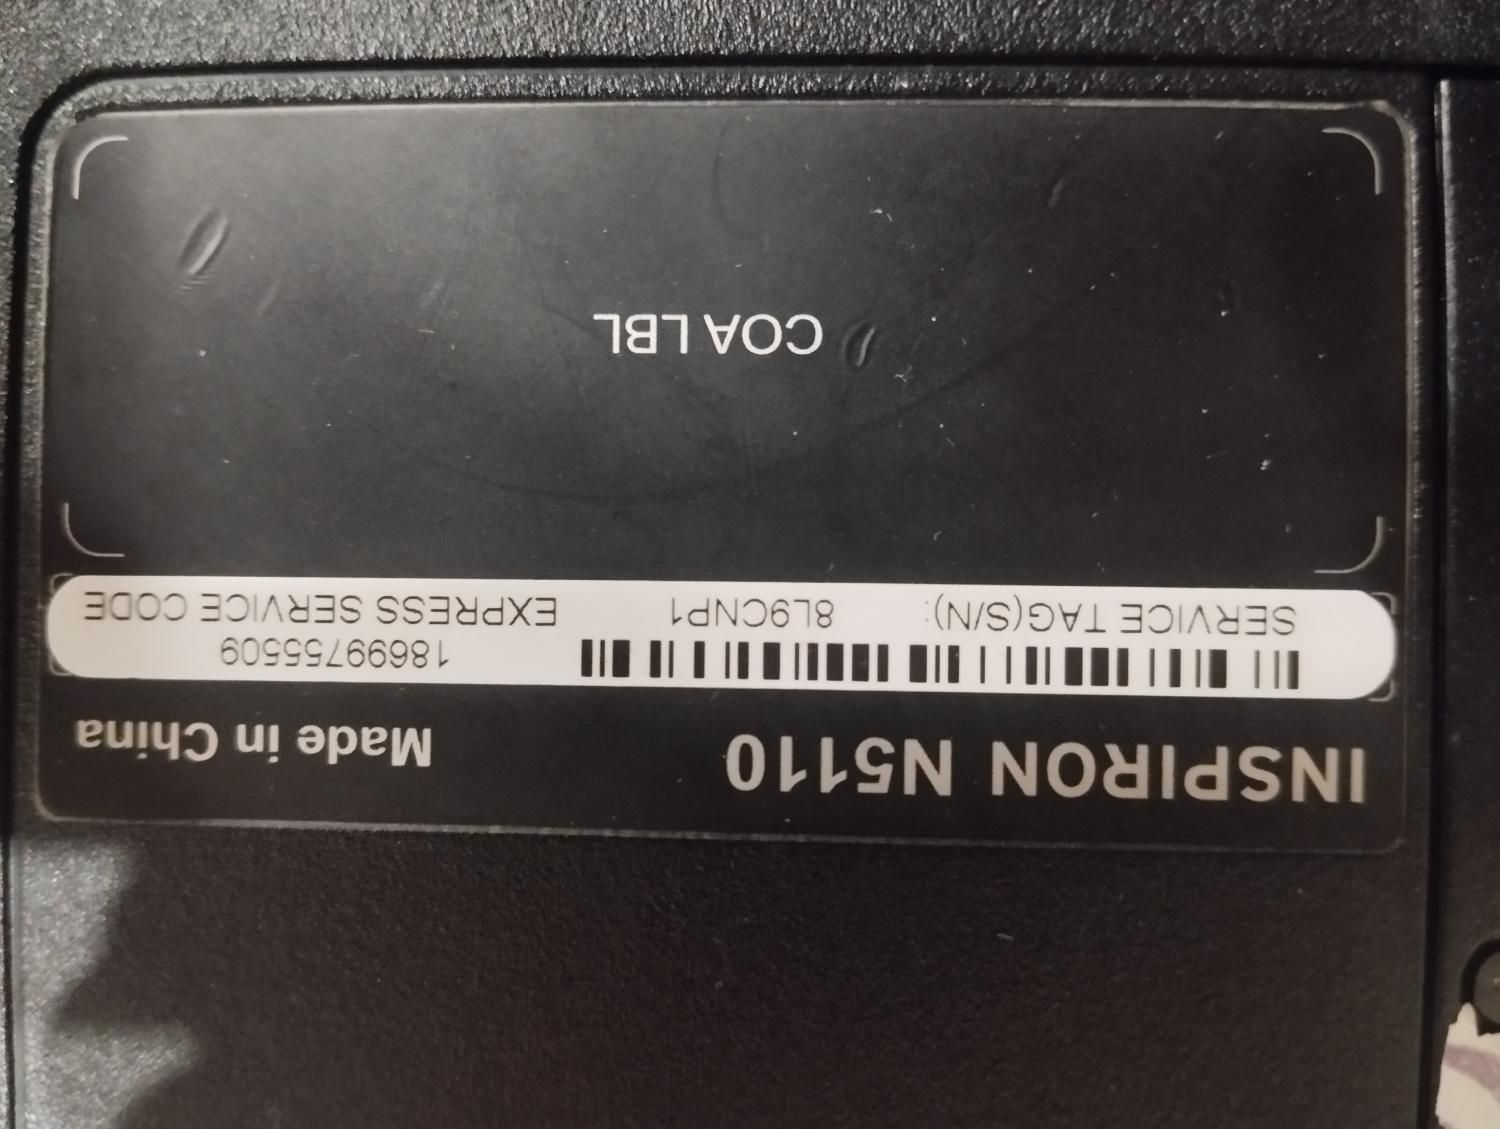 INSPIRON N5110 Made in China
18699755509
SERVICE TAG(S/N): 8L9CNP1 EXPRESS SERVICE CODE
COA LBL